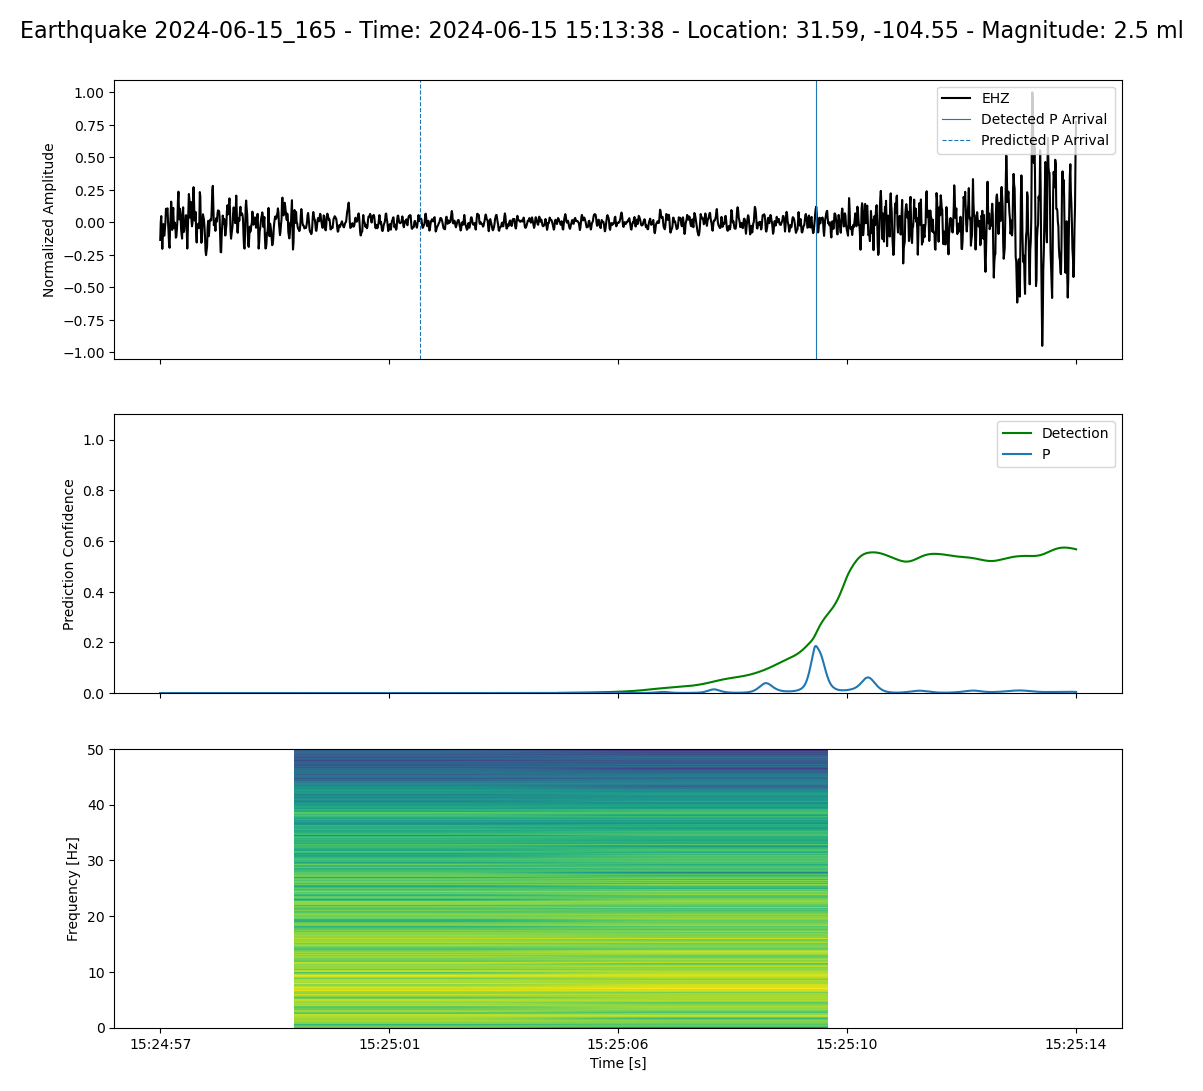 Earthquake 2024-06-15_165 - Time: 2024-06-15 15:13:38 - Location: 31.59, -104.55 - Magnitude: 2.5 ml
Normalized Amplitude
1.00
0.75
0.50
0.25
0.00
−0.25
−0.50
−0.75
−1.00
EHZ
Detected P Arrival
Predicted P Arrival
Prediction Confidence
1.0
0.8
0.6
0.4
0.2
0.0
Detection
P
Frequency [Hz]
50
40
30
20
10
0
15:24:57 15:25:01 15:25:06 15:25:10 15:25:14
Time [s]